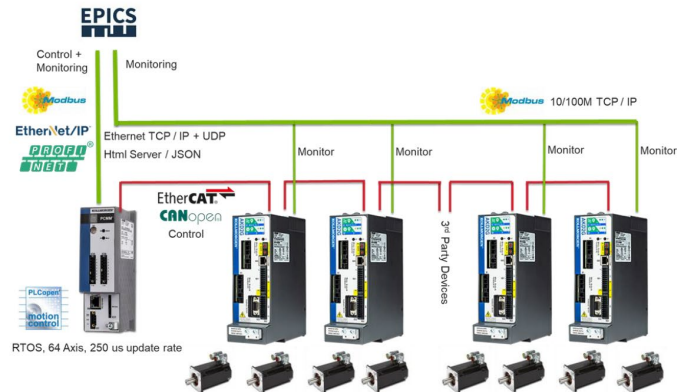 EPICS
Control +
Monitoring
Monitoring
Modbus
Modbus 10/100M TCP / IP
EtherNet/IP
Ethernet TCP / IP + UDP
PROFI
NET
Html Server / JSON
Monitor
Monitor
Monitor
Monitor
EtherCAT
CANopen
Control
PCMM
3rd Party Devices
PLCopen
motion
control
RTOS, 64 Axis, 250 us update rate